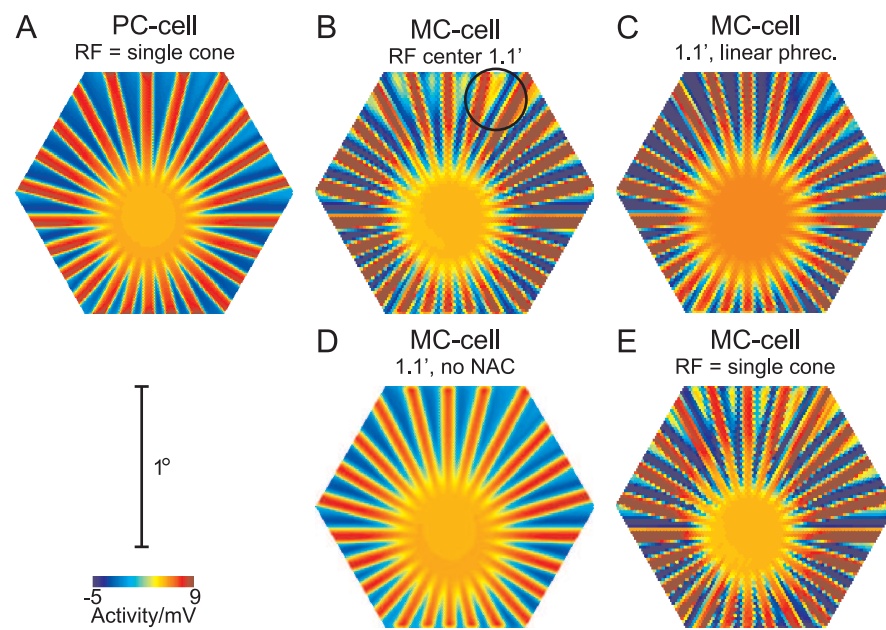 A
PC-cell
RF = single cone
B
MC-cell
RF center 1.1'
C
MC-cell
1.1', linear phrec.
D
MC-cell
1.1', no NAC
E
MC-cell
RF = single cone
1°
-5
9
Activity/mV